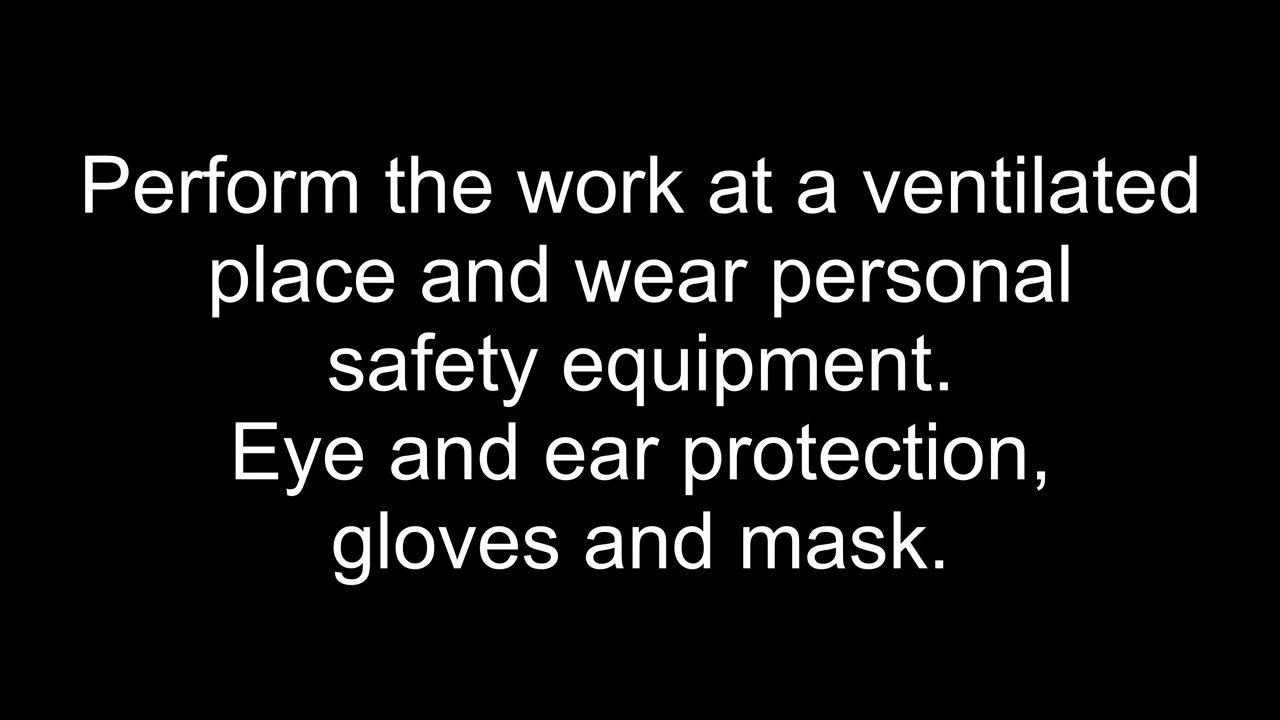 Perform the work at a ventilated
place and wear personal
safety equipment.
Eye and ear protection,
gloves and mask.